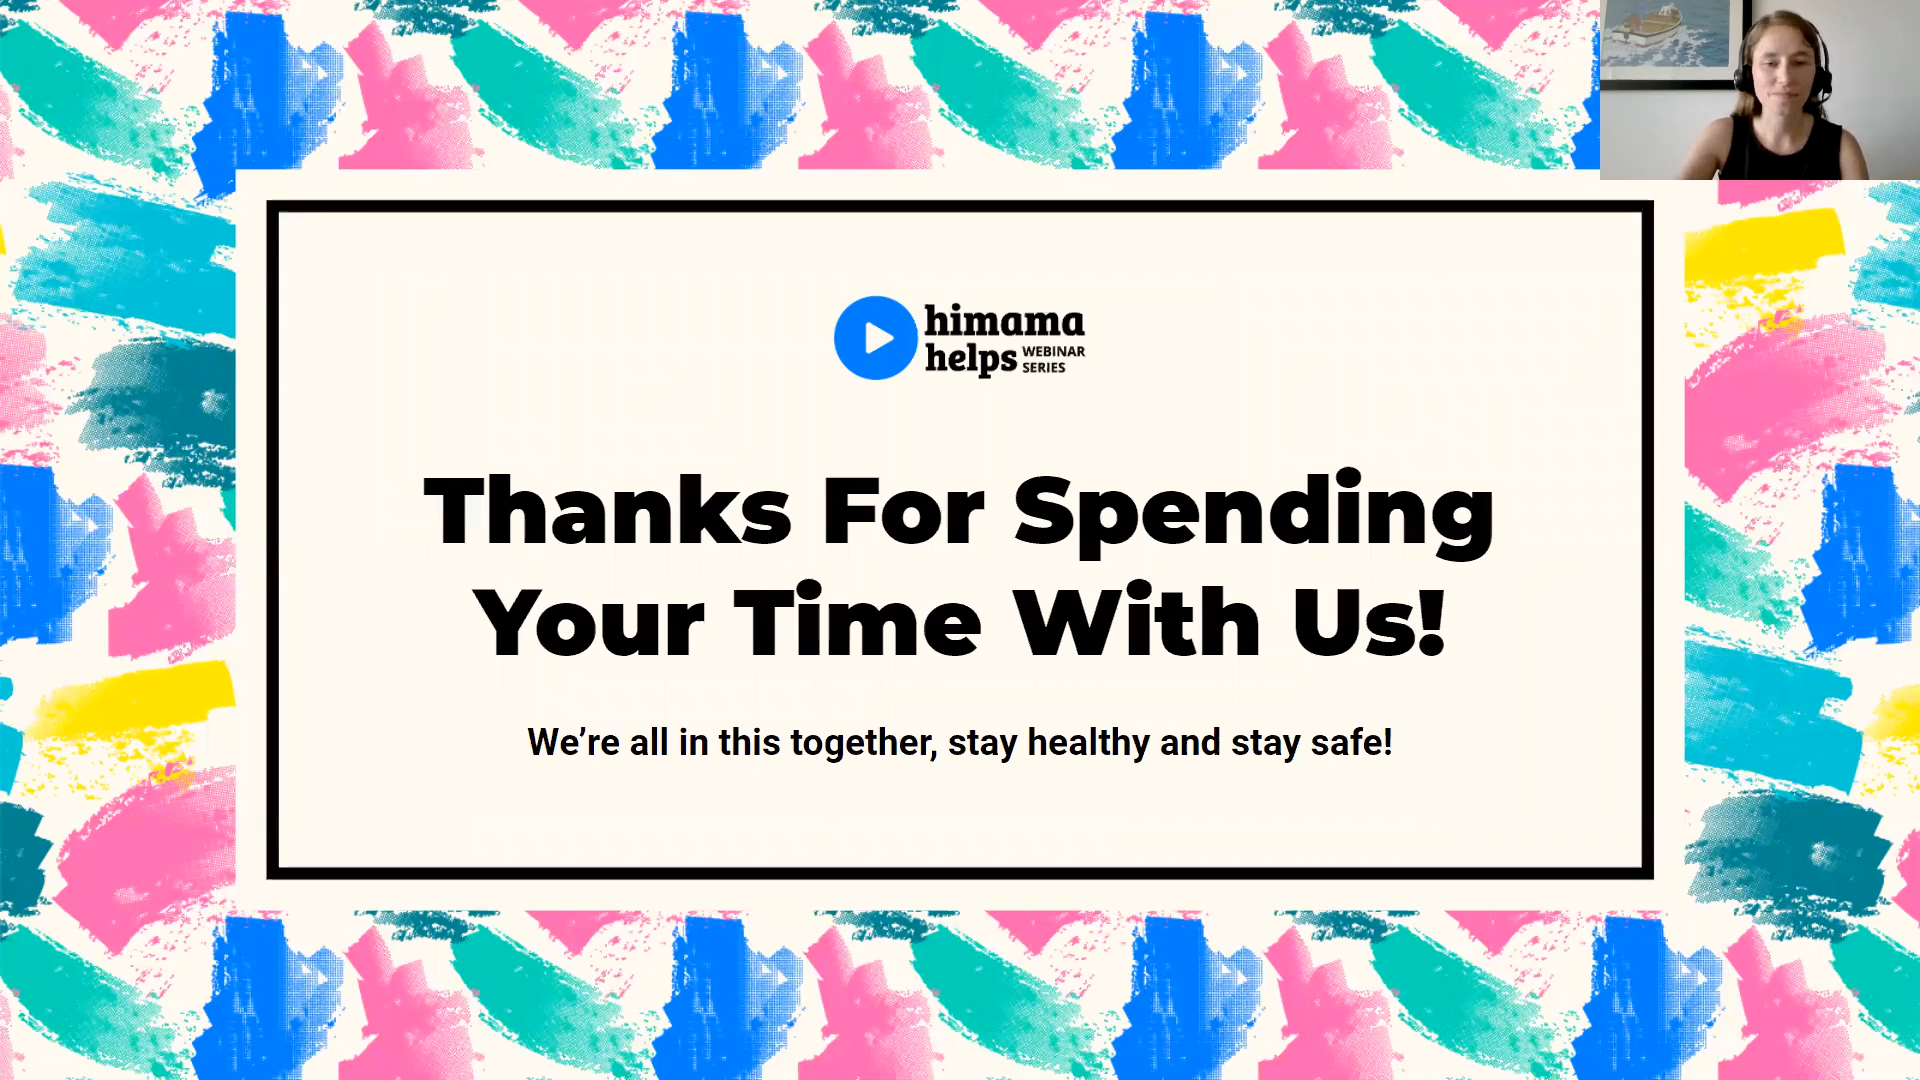 himama
helps WEBINAR
SERIES
Thanks For Spending
Your Time With Us!
We’re all in this together, stay healthy and stay safe!